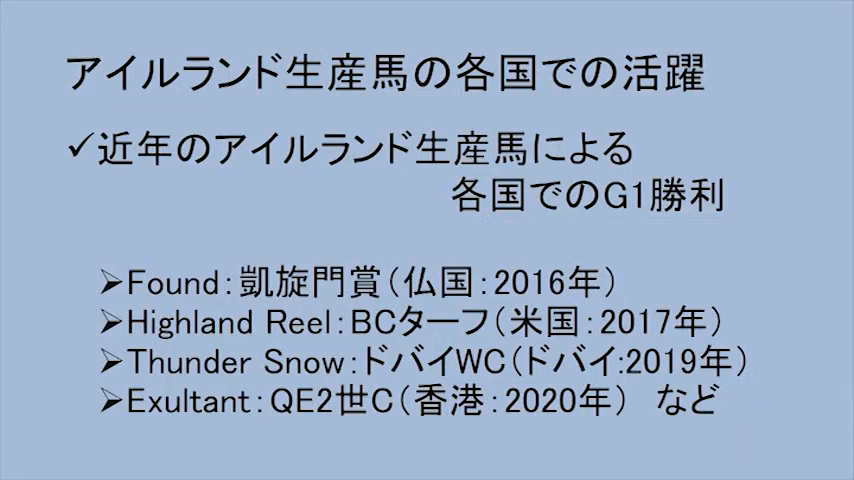 アイルランド生産馬の各国での活躍
✓近年のアイルランド生産馬による
各国でのG1勝利
➢Found：凱旋門賞（仏国：2016年）
➢Highland Reel：BCターフ（米国：2017年）
➢Thunder Snow：ドバイWC（ドバイ:2019年）
➢Exultant：QE2世C（香港：2020年）　など